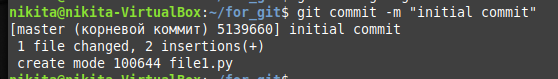 nikita@nikita-VirtualBox:~/for_git$ git commit -m "initial commit"
[master (корневой коммит) 5139660] initial commit
1 file changed, 2 insertions(+)
create mode 100644 file1.py